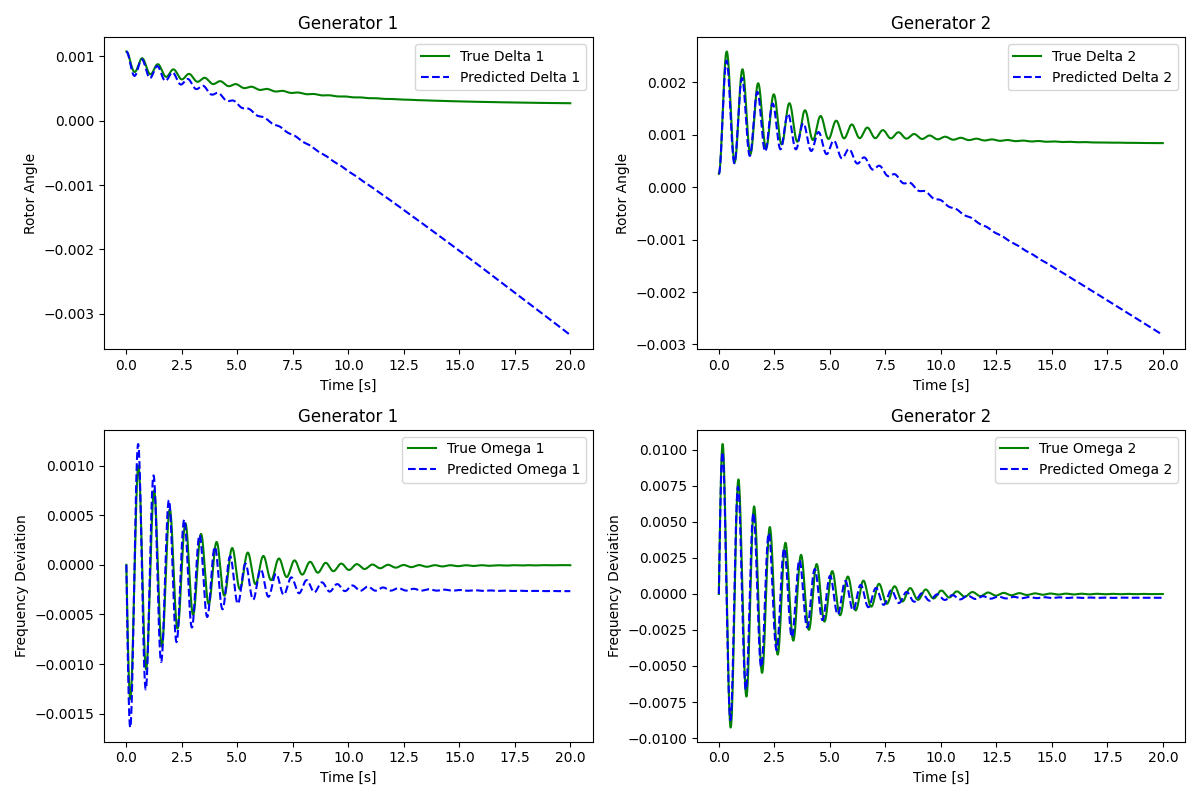 Generator 1
True Delta 1
Predicted Delta 1
0.001
0.000
−0.001
−0.002
−0.003
Rotor Angle
0.0 2.5 5.0 7.5 10.0 12.5 15.0 17.5 20.0
Time [s]
Generator 2
True Delta 2
Predicted Delta 2
0.002
0.001
0.000
−0.001
−0.002
−0.003
Rotor Angle
0.0 2.5 5.0 7.5 10.0 12.5 15.0 17.5 20.0
Time [s]
Generator 1
True Omega 1
Predicted Omega 1
0.0010
0.0005
0.0000
−0.0005
−0.0010
−0.0015
Frequency Deviation
0.0 2.5 5.0 7.5 10.0 12.5 15.0 17.5 20.0
Time [s]
Generator 2
True Omega 2
Predicted Omega 2
0.0100
0.0075
0.0050
0.0025
0.0000
−0.0025
−0.0050
−0.0075
−0.0100
Frequency Deviation
0.0 2.5 5.0 7.5 10.0 12.5 15.0 17.5 20.0
Time [s]